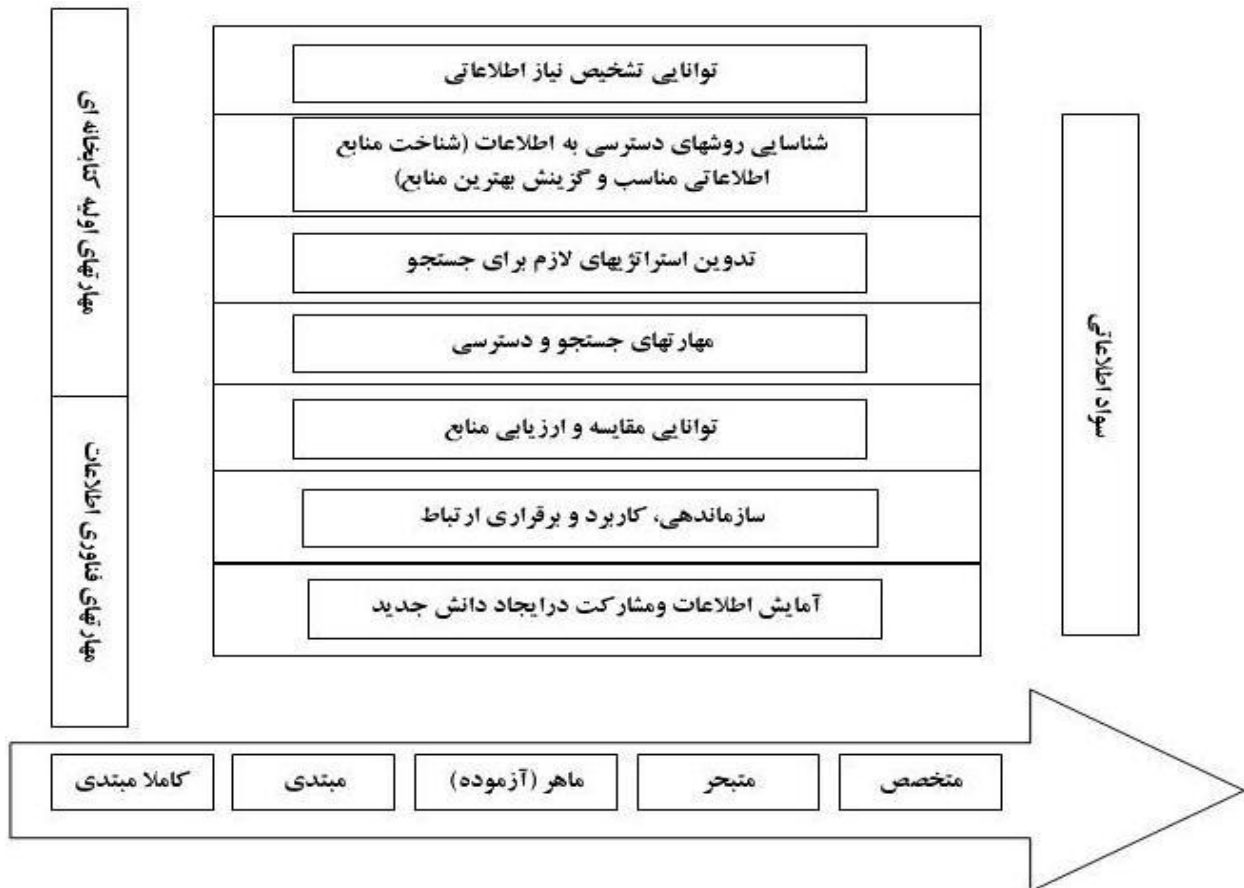 توانایی تشخیص نیاز اطلاعاتی
شناسایی روشهای دسترسی به اطلاعات (شناخت منابع
اطلاعاتی مناسب و گزینش بهترین منابع)
تدوین استراتژیهای لازم برای جستجو
مهارتهای جستجو و دسترسی
توانایی مقایسه و ارزیابی منابع
سازماندهی، کاربرد و برقراری ارتباط
آمایش اطلاعات ومشارکت درایجاد دانش جدید
سواد اطلاعاتی
مهارتهای اولیه کتابخانه ای
مهارتهای فناوری اطلاعات
کاملا مبتدی
مبتدی
ماهر (آزموده)
متبحر
متخصص